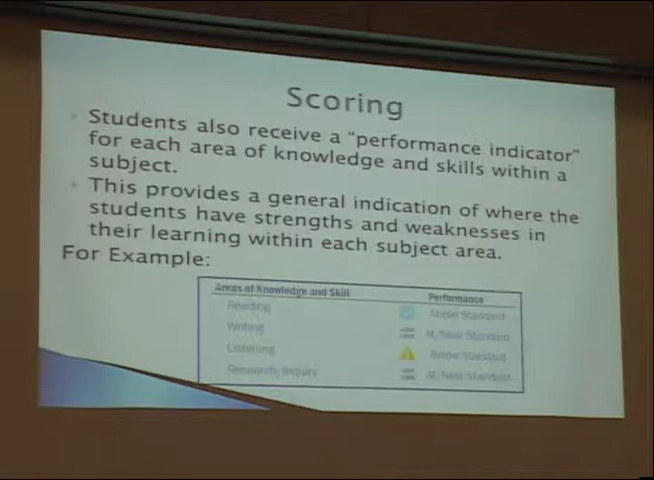 Scoring
Students also receive a "performance indicator"
for each area of knowledge and skills within a
subject.
This provides a general indication of where the
students have strengths and weaknesses in
their learning within each subject area.
For Example:
Areas of Knowledge and Skill Performance
Reading Above Standard
Writing At/Near Standard
Listening Below Standard
Research/Inquiry At/Near Standard